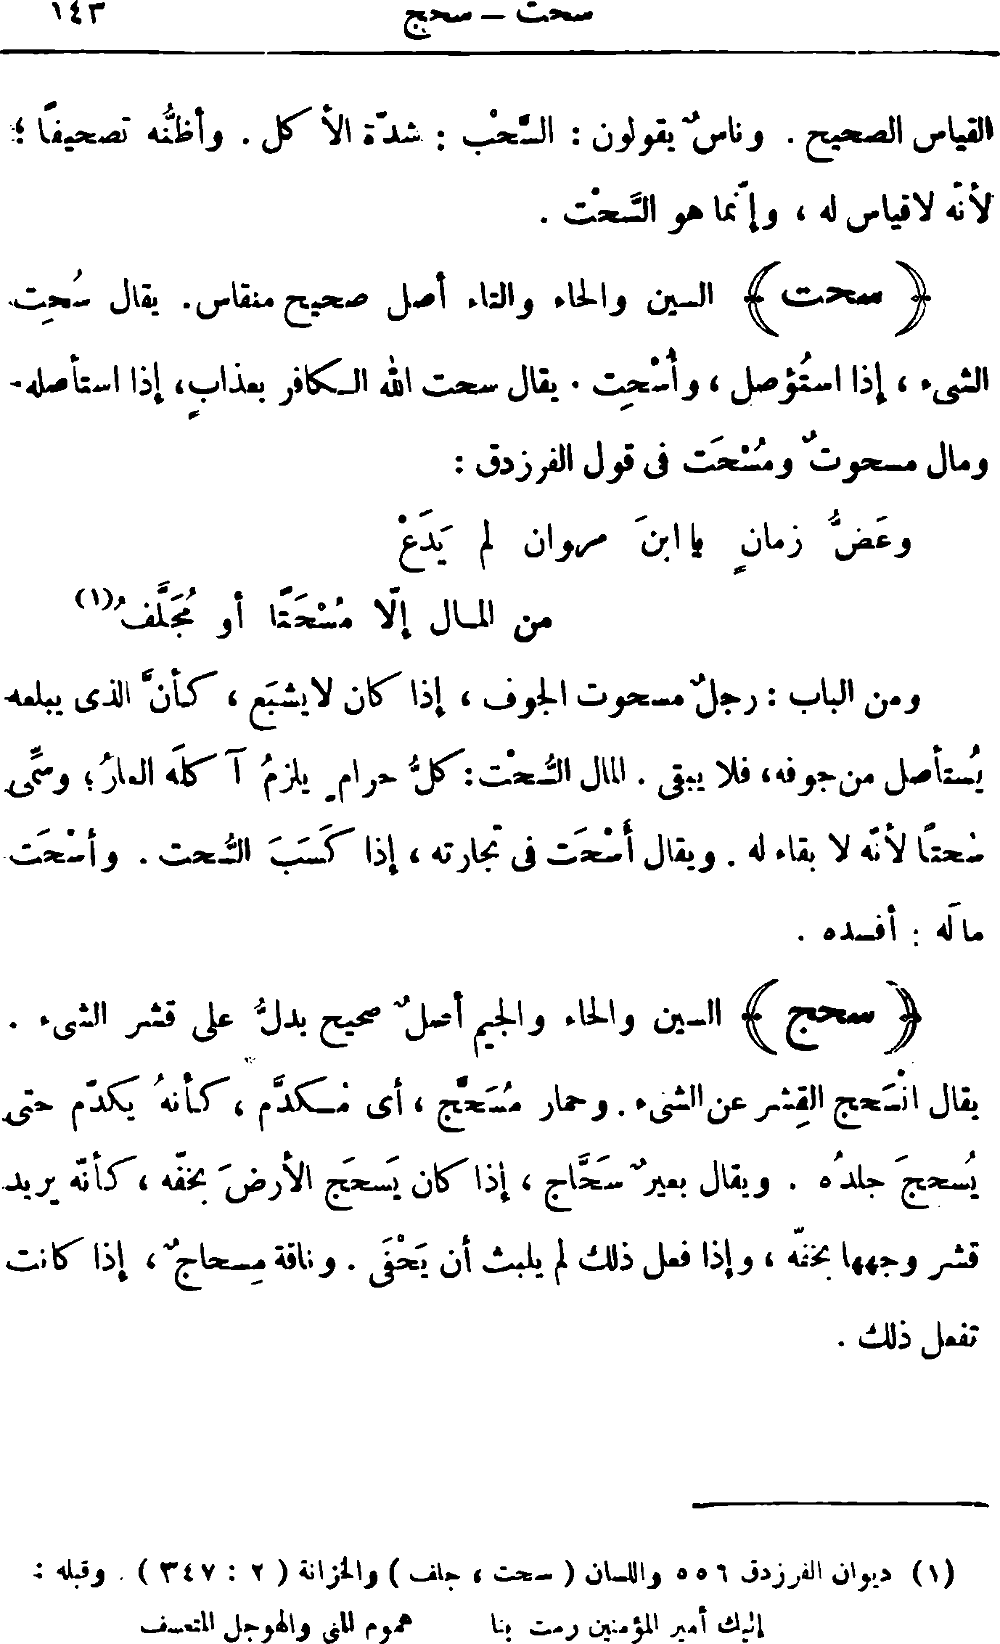 سحت — سحج ١٤٣
القياس الصحيح . وناسٌ يقولون : السَّحْب : شدّة الأكل . وأظنُّه تصحيفًا ؛
لأنّه لاقياس له ، وإنّما هو السَّحْت .
﴿ سحت ﴾ السين والحاء والتاء أصل صحيح منقاس . يقال سُحِت
الشىء ، إذا استُؤصل ، وأُسْحِت . يقال سحت الله الكافر بعذابٍ، إذا استأصله.
ومال مسحوتٌ ومُسْحَت فى قول الفرزدق :
وعَضُّ زمانٍ يا ابنَ مروان لم يَدَعْ
من المال إلّا مُسْحَتًا أو مُجَلَّفُ(١)
ومن الباب : رجلٌ مسحوت الجوف ، إذا كان لايشبَع ، كأنَّ الذى يبلعه
يُستأصل من جوفه، فلا يبقى . المال السُّحْت: كلُّ حرامٍ يلزمُ آكلَه العارُ؛ وسمِّى
سُحتًا لأنّه لا بقاء له . ويقال أَسْحَت فى تجارته ، إذا كَسَبَ السُّحت . وأسْحَت
مالَه : أفسده .
﴿ سحج ﴾ السين والحاء والجيم أصلٌ صحيح يدلُّ على قشر الشىء .
يقال انْسَحج القِشر عن الشىء . وحمار مُسَحَّج ، أى مُكدَّم ، كأنهُ يكدّم حتى
يُسحجَ جلدُه . ويقال بعيرٌ سَحَّاج ، إذا كان يَسحَج الأرضَ بخفّه ، كأنّه يريد
قشر وجهها بخفّه ، وإذا فعل ذلك لم يلبث أن يَحْفَى . وناقة مِسحاجٌ ، إذا كانت
تفعل ذلك .
(١) ديوان الفرزدق ٥٥٦ واللسان ( سحت ، جلف ) والخزانة ( ٢ : ٣٤٧ ) . وقبله :
إليك أمير المؤمنين رمت بنا هموم المنى والهوجل المتعسف